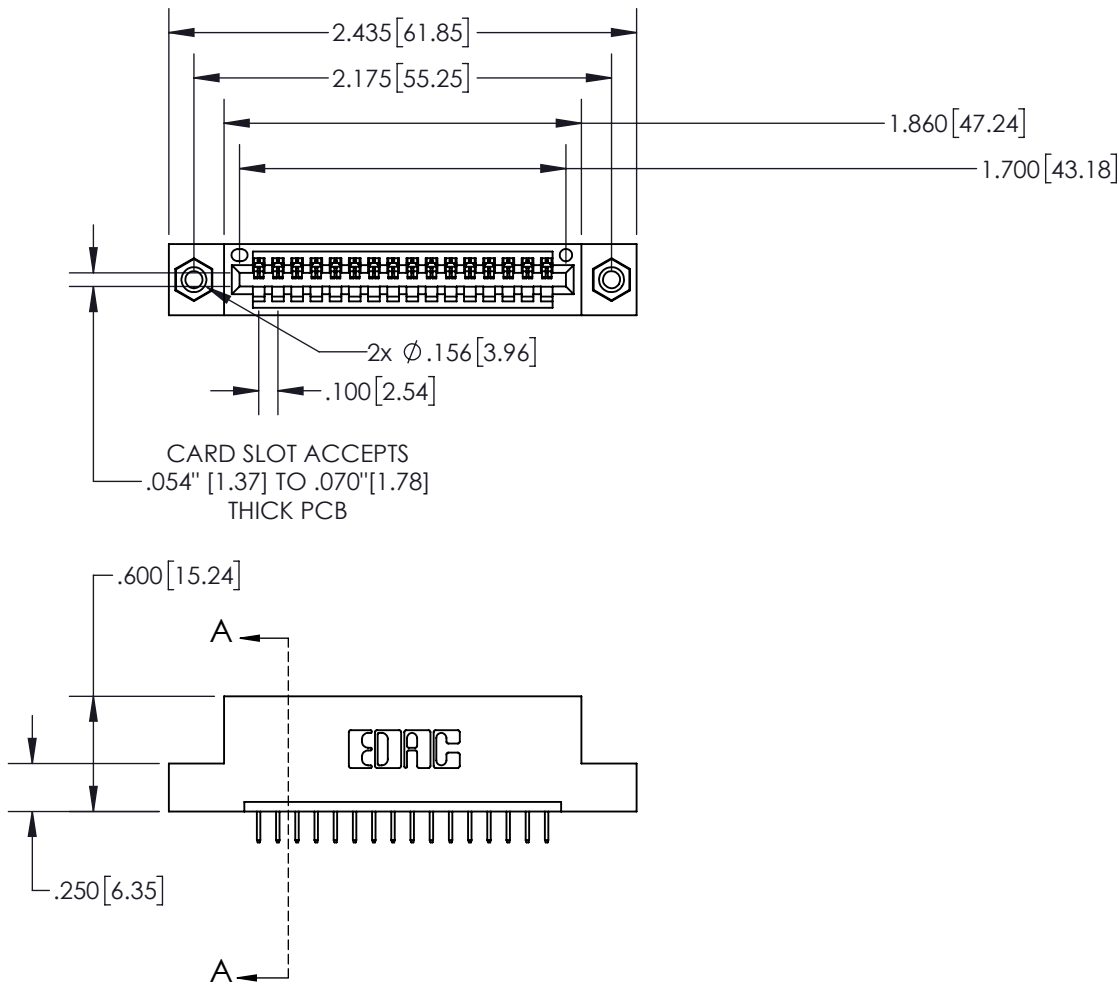 2.435[61.85]
2.175[55.25]
1.860[47.24]
1.700[43.18]
2x ∅.156[3.96]
.100[2.54]
CARD SLOT ACCEPTS
.054" [1.37] TO .070"[1.78]
THICK PCB
.600[15.24]
A
EDAC
.250[6.35]
A